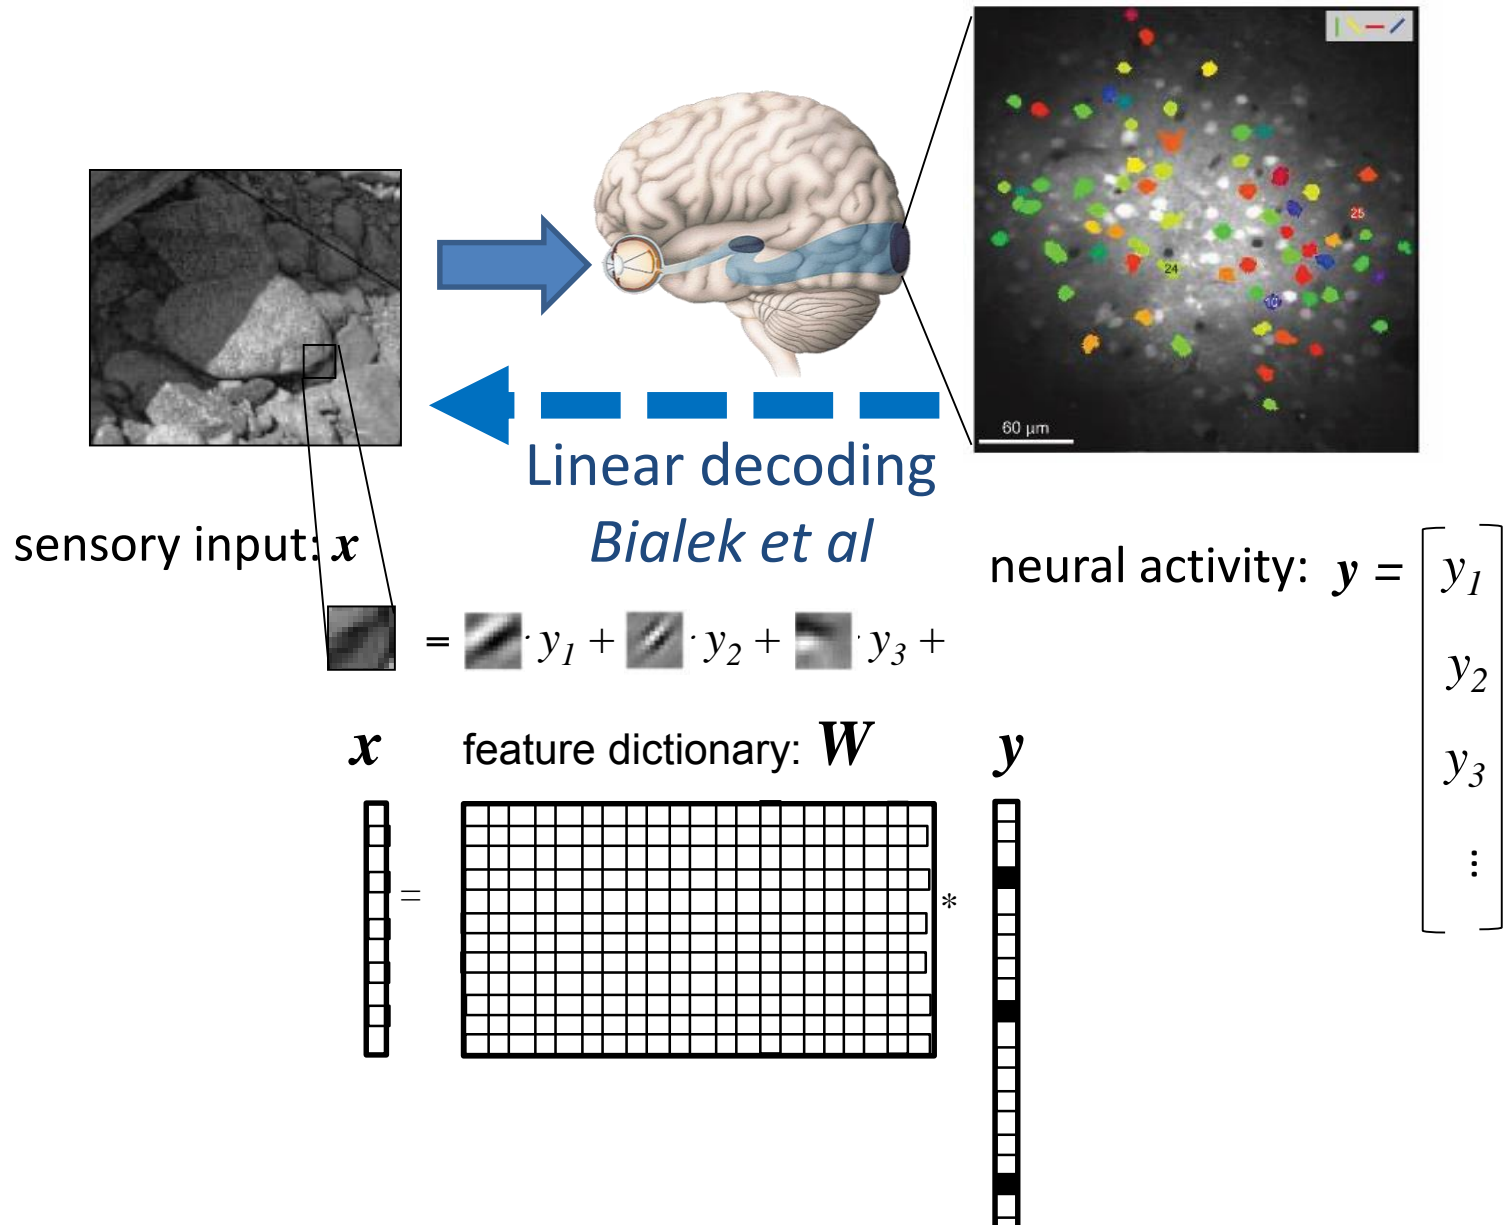 25
24
10
60 µm
Linear decoding
Bialek et al
sensory input: x
neural activity: y =
y1
y2
y3
⋮
= · y1 + · y2 + · y3 +
x feature dictionary: W y
= *